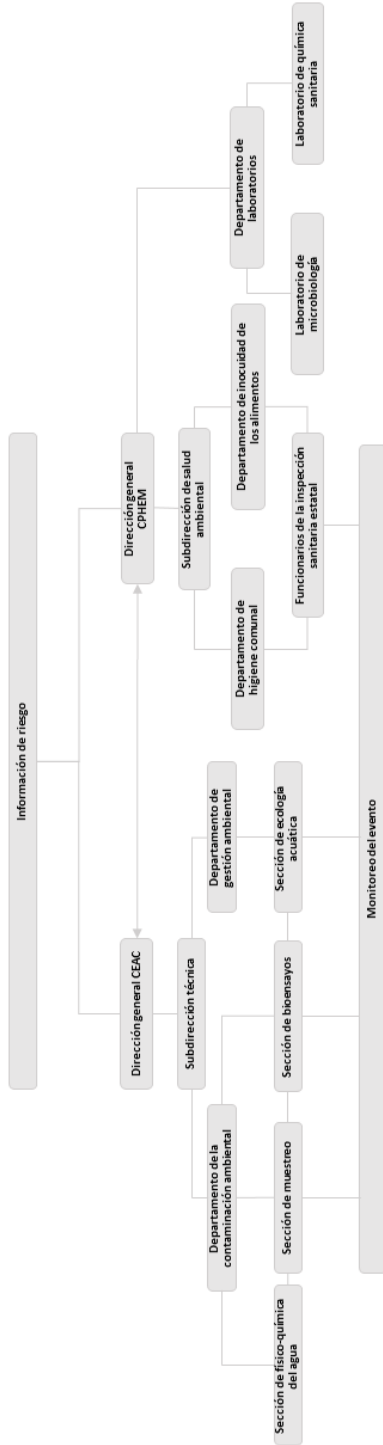 Información de riesgo
Dirección general CEAC
Dirección general
CPHEM
Subdirección técnica
Subdirección de salud
ambiental
Departamento de la
contaminación ambiental
Departamento de
gestión ambiental
Departamento de
higiene comunal
Departamento de inocuidad de
los alimentos
Departamento de
laboratorios
Sección de físico-química
del agua
Sección de muestreo
Sección de bioensayos
Sección de ecología
acuática
Funcionarios de la inspección
sanitaria estatal
Laboratorio de
microbiología
Laboratorio de química
sanitaria
Monitoreo del evento